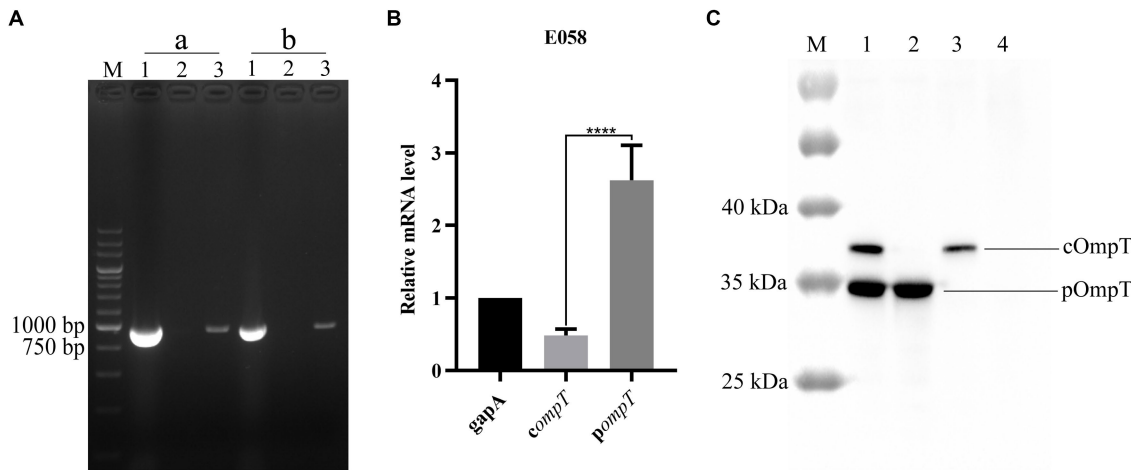 A
a b
M 1 2 3 1 2 3
1000 bp
750 bp
B
E058
Relative mRNA level
4
3
2
1
0
****
gapA
compT
pompT
C
M 1 2 3 4
40 kDa
35 kDa
25 kDa
cOmpT
pOmpT